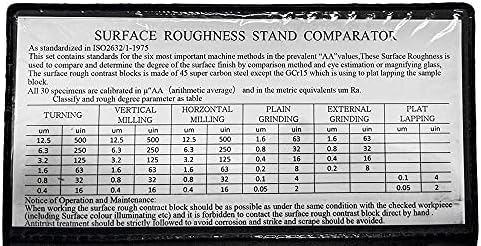 SURFACE ROUGHNESS STAND COMPARATOR
As standardized in ISO2632/1-1975
This set contains standards for the six most important machine methods in the prevalent "AA"values,These Surface Roughness is
used to compare and determine the degree of the surface finish by comparison method and eye estimation or magnifying glass,
The surface rough contrast blocks is made of 45 super carbon steel except the GCr15 which is using to plat lapping the sample
block.
All 30 specimens are calibrated in μ"AA (arithmetic average) and in the metric equivalents um Ra.
Classify and rough degree parameter as table
TURNING VERTICAL MILLING HORZONTAL MILLING PLAIN GRINDING EXTERNAL GRINDING PLAT LAPPING
um uin um uin um uin um uin um uin um uin
12.5 500 12.5 500 12.5 500 1.6 63 1.6 63
6.3 250 6.3 250 6.3 250 0.8 32 0.8 32
3.2 125 3.2 125 3.2 125 0.4 16 0.4 16
1.6 63 1.6 63 1.6 63 0.2 8 0.2 8
0.8 32 0.8 32 0.8 32 0.1 4 0.1 4
0.4 16 0.4 16 0.4 16 0.05 2 0.05 2
Notice of Operation and Maintenance:
When working the surface rough contract block should be possible as under the same condition with the checked workpiece
(including Surface colour illuminating etc) and it is forbidden to contact the surface rough contrast block direct by hand .
Antirust treatment should be strictly followed to avoid corrosion and strike and scrape should be avoided.